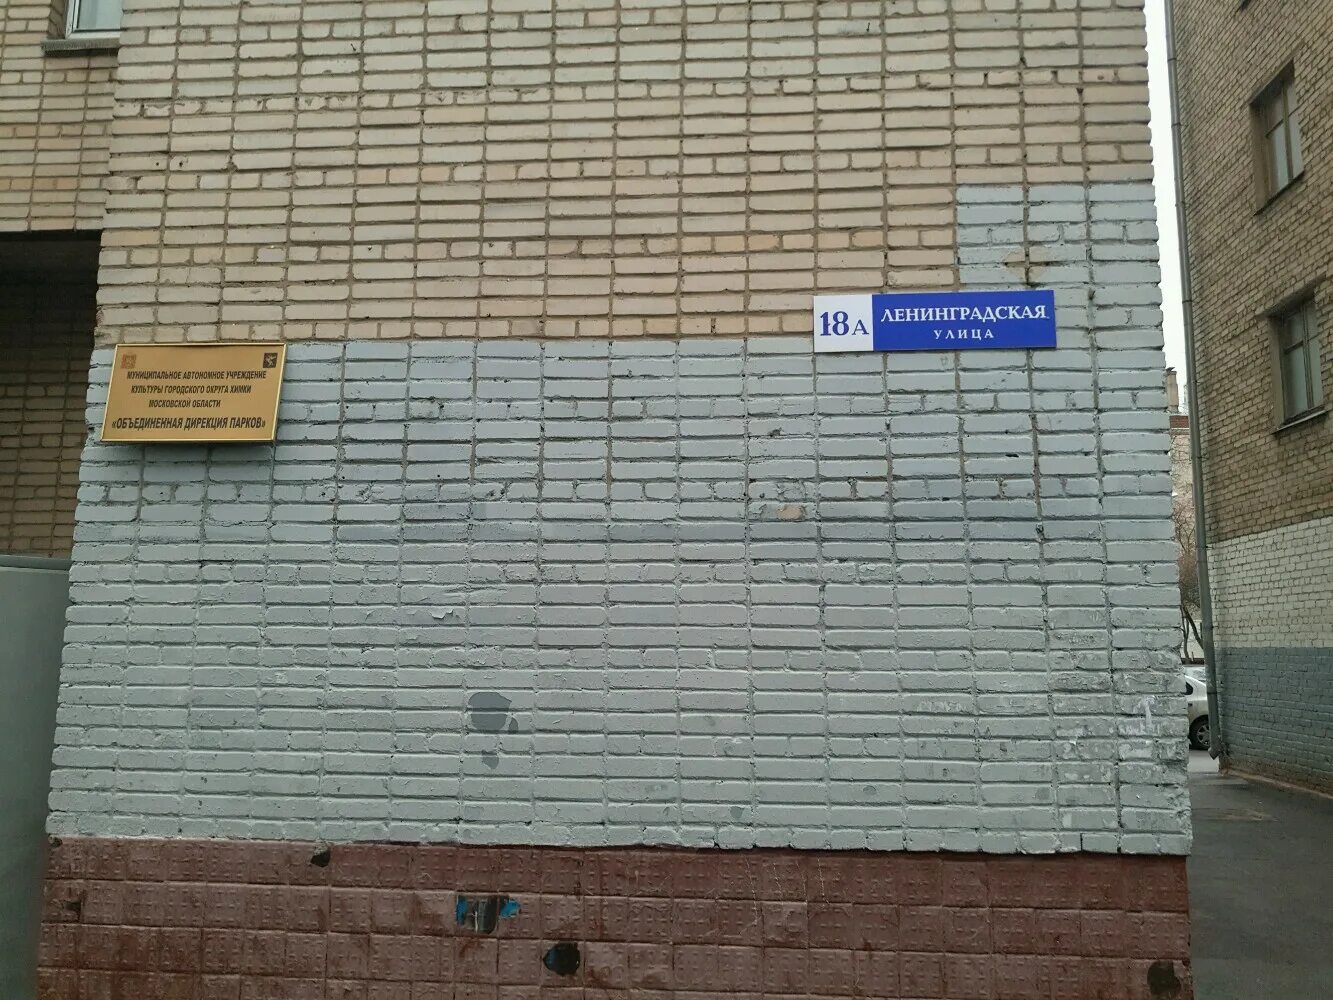 МУНИЦИПАЛЬНОЕ АВТОНОМНОЕ УЧРЕЖДЕНИЕ
КУЛЬТУРЫ ГОРОДСКОГО ОКРУГА ХИМКИ
МОСКОВСКОЙ ОБЛАСТИ
«ОБЪЕДИНЕННАЯ ДИРЕКЦИЯ ПАРКОВ»
18А ЛЕНИНГРАДСКАЯ
УЛИЦА